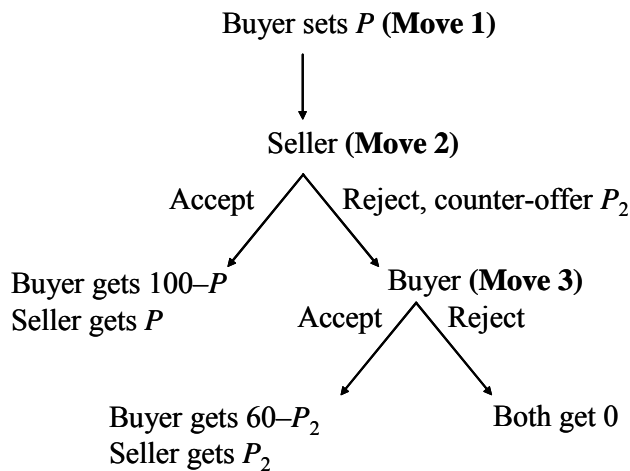 Buyer sets P (Move 1)
Seller (Move 2)
Accept
Reject, counter-offer P₂
Buyer gets 100–P
Seller gets P
Buyer (Move 3)
Accept
Reject
Buyer gets 60–P₂
Seller gets P₂
Both get 0